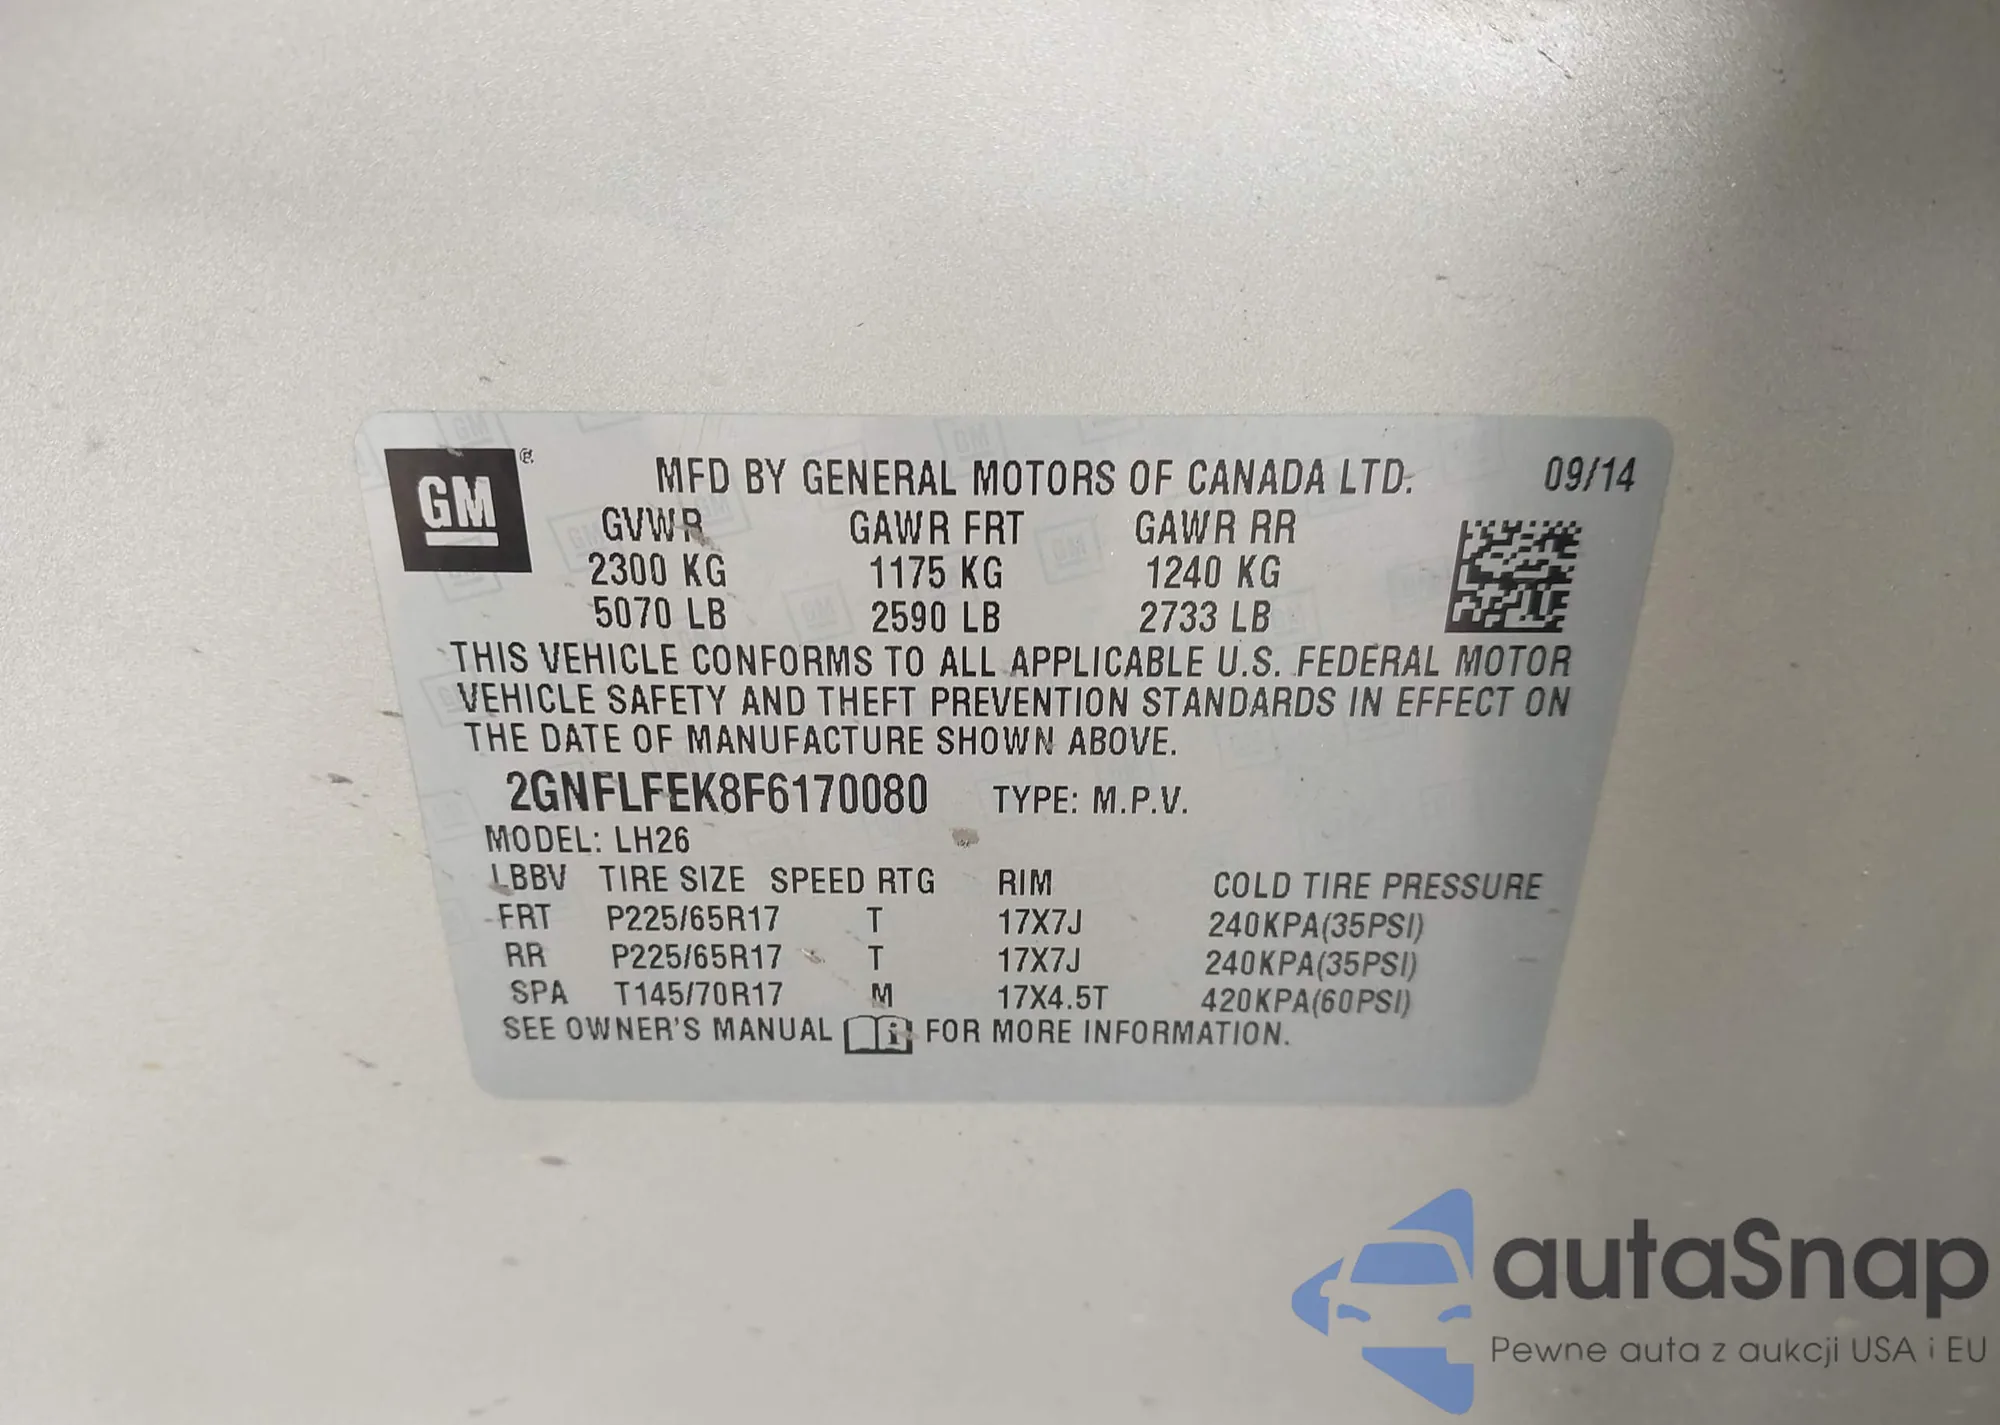 GM ®
MFD BY GENERAL MOTORS OF CANADA LTD. 09/14
GVWR GAWR FRT GAWR RR
2300 KG 1175 KG 1240 KG
5070 LB 2590 LB 2733 LB
THIS VEHICLE CONFORMS TO ALL APPLICABLE U.S. FEDERAL MOTOR
VEHICLE SAFETY AND THEFT PREVENTION STANDARDS IN EFFECT ON
THE DATE OF MANUFACTURE SHOWN ABOVE.
2GNFLFEK8F6170080 TYPE: M.P.V.
MODEL: LH26
LBBV TIRE SIZE SPEED RTG RIM COLD TIRE PRESSURE
FRT P225/65R17 T 17X7J 240KPA(35PSI)
RR P225/65R17 T 17X7J 240KPA(35PSI)
SPA T145/70R17 M 17X4.5T 420KPA(60PSI)
SEE OWNER'S MANUAL i FOR MORE INFORMATION.
autaSnap
Pewne auta z aukcji USA i EU